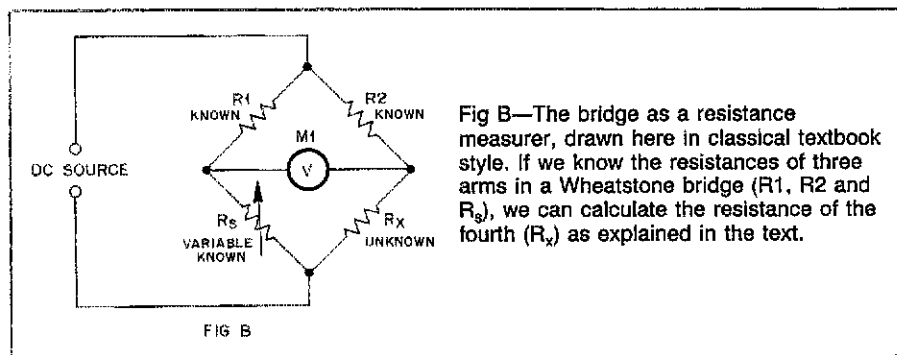 R1
KNOWN
R2
KNOWN
M1
V
DC SOURCE
Rs
VARIABLE
KNOWN
Rx
UNKNOWN
FIG B
Fig B—The bridge as a resistance
measurer, drawn here in classical textbook
style. If we know the resistances of three
arms in a Wheatstone bridge (R1, R2 and
Rs), we can calculate the resistance of the
fourth (Rx) as explained in the text.